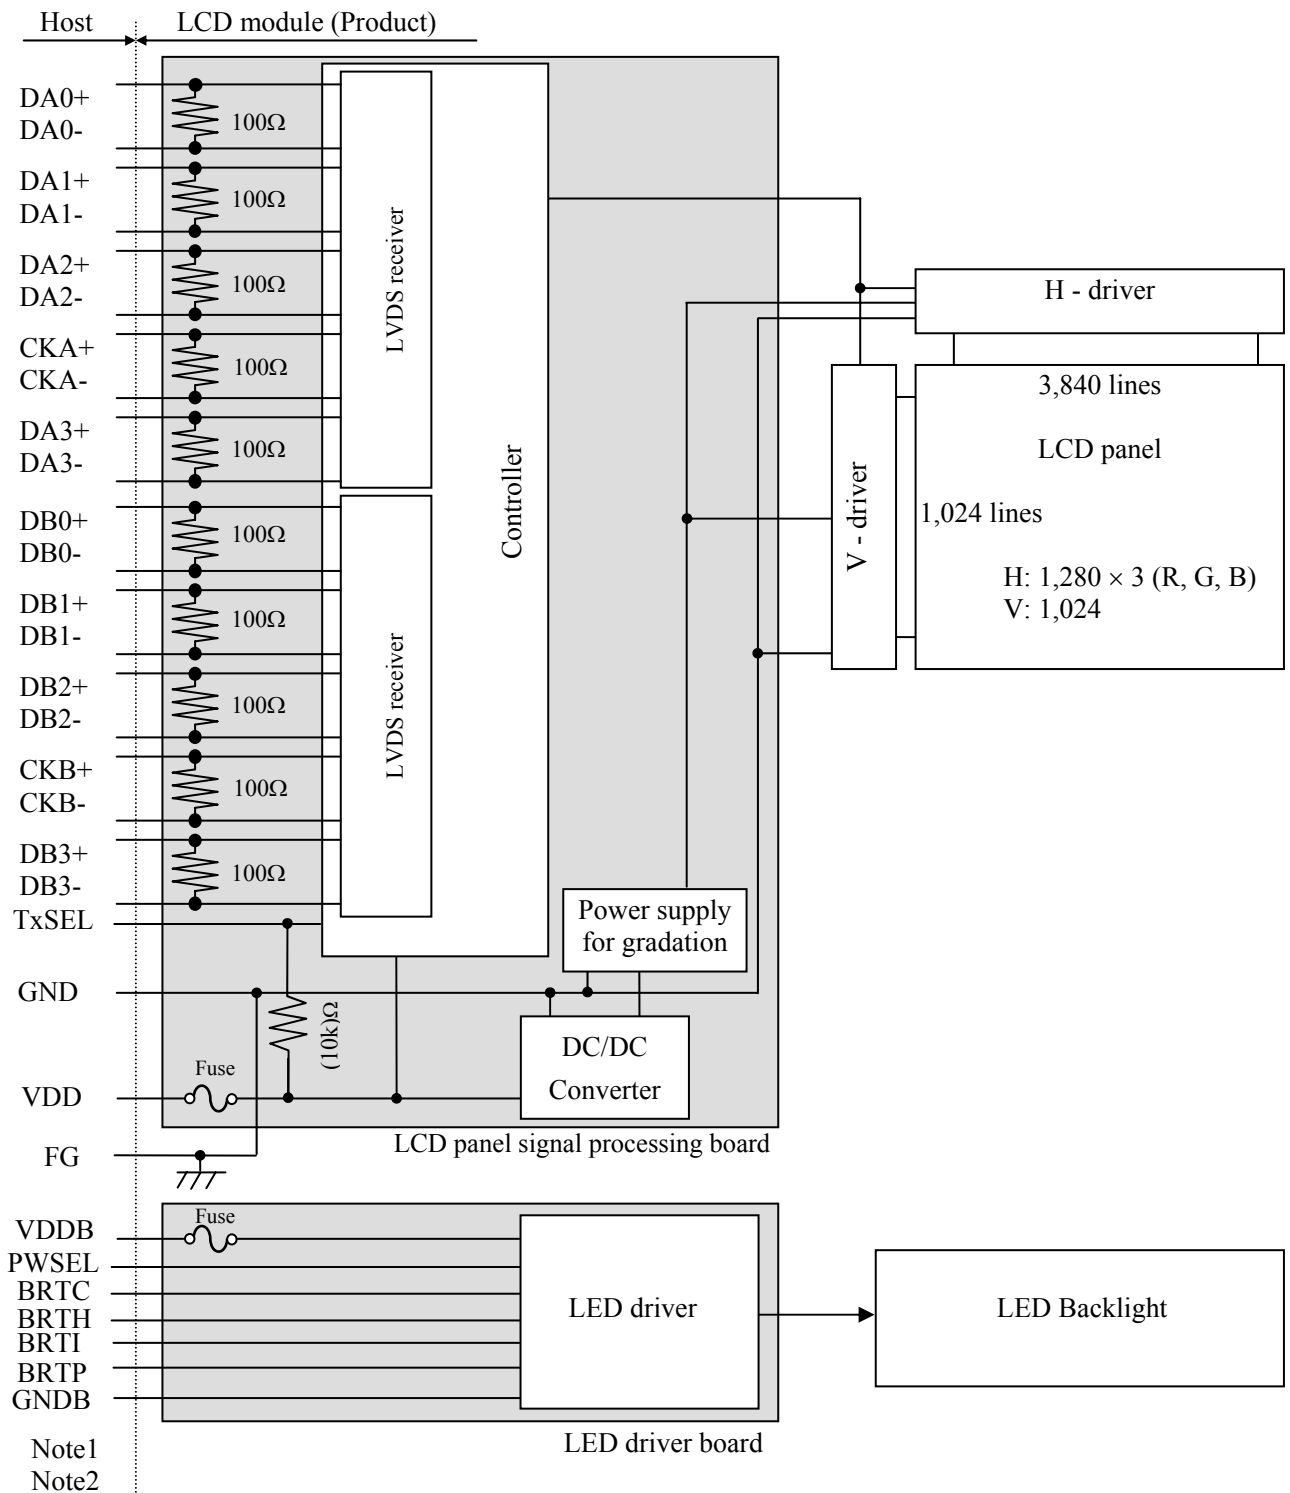 Host
LCD module (Product)
DA0+
DA0-
100Ω
DA1+
DA1-
100Ω
DA2+
DA2-
100Ω
CKA+
CKA-
100Ω
DA3+
DA3-
100Ω
DB0+
DB0-
100Ω
DB1+
DB1-
100Ω
DB2+
DB2-
100Ω
CKB+
CKB-
100Ω
DB3+
DB3-
100Ω
TxSEL
GND
VDD
FG
LVDS receiver
LVDS receiver
Controller
(10k)Ω
Fuse
Power supply
for gradation
DC/DC
Converter
LCD panel signal processing board
H - driver
V - driver
3,840 lines
LCD panel
1,024 lines
H: 1,280 × 3 (R, G, B)
V: 1,024
VDDB
PWSEL
BRTC
BRTH
BRTI
BRTP
GNDB
Fuse
LED driver
LED Backlight
LED driver board
Note1
Note2